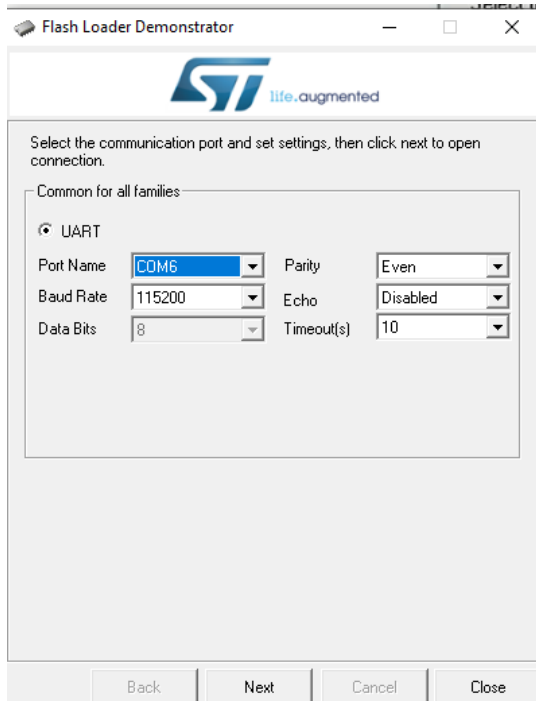 Flash Loader Demonstrator
ST life.augmented
Select the communication port and set settings, then click next to open
connection.
Common for all families
UART
Port Name COM6 Parity Even
Baud Rate 115200 Echo Disabled
Data Bits 8 Timeout(s) 10
Back Next Cancel Close